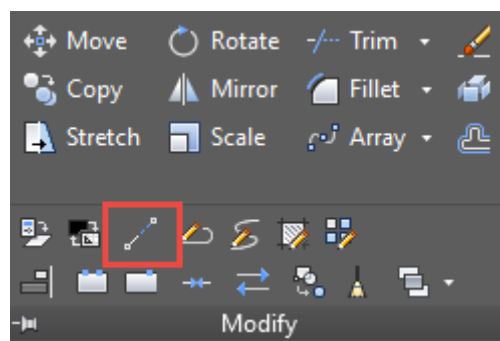 Move Rotate Trim
Copy Mirror Fillet
Stretch Scale Array
Modify